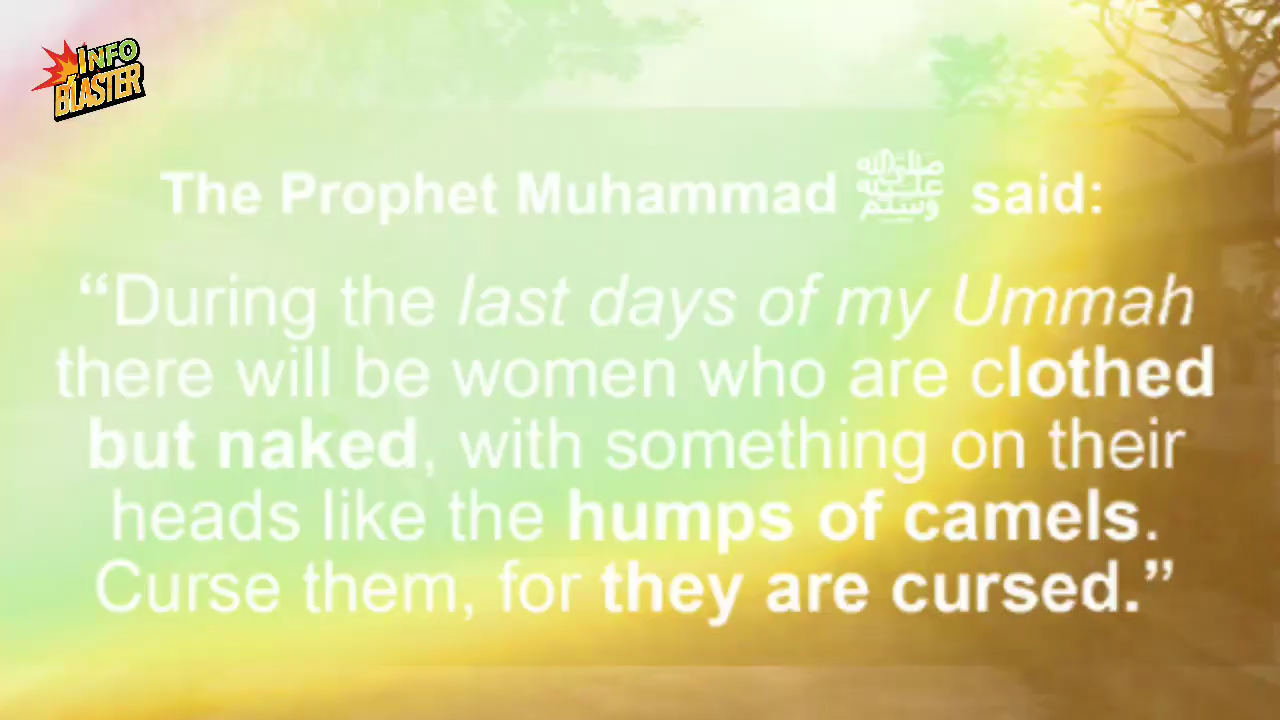 INFO
BLASTER
The Prophet Muhammad ﷺ said:
“During the last days of my Ummah
there will be women who are clothed
but naked, with something on their
heads like the humps of camels.
Curse them, for they are cursed.”